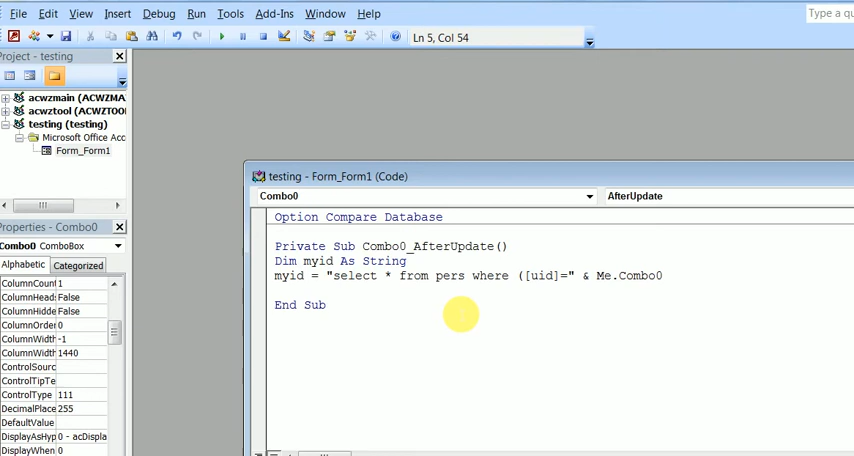 File Edit View Insert Debug Run Tools Add-Ins Window Help Type a qu
Ln 5, Col 54
Project - testing
acwzmain (ACWZMA
acwztool (ACWZTOO
testing (testing)
Microsoft Office Acc
Form_Form1
testing - Form_Form1 (Code)
Combo0 AfterUpdate
Option Compare Database
Private Sub Combo0_AfterUpdate()
Dim myid As String
myid = "select * from pers where ([uid]=" & Me.Combo0
End Sub
Properties - Combo0
Combo0 ComboBox
Alphabetic Categorized
ColumnCount 1
ColumnHeads False
ColumnHidde False
ColumnOrder 0
ColumnWidth -1
ColumnWidth 1440
ControlSourc
ControlTipTe
ControlType 111
DecimalPlace 255
DefaultValue
DisplayAsHyp 0 - acDispla
DisplayWhen 0